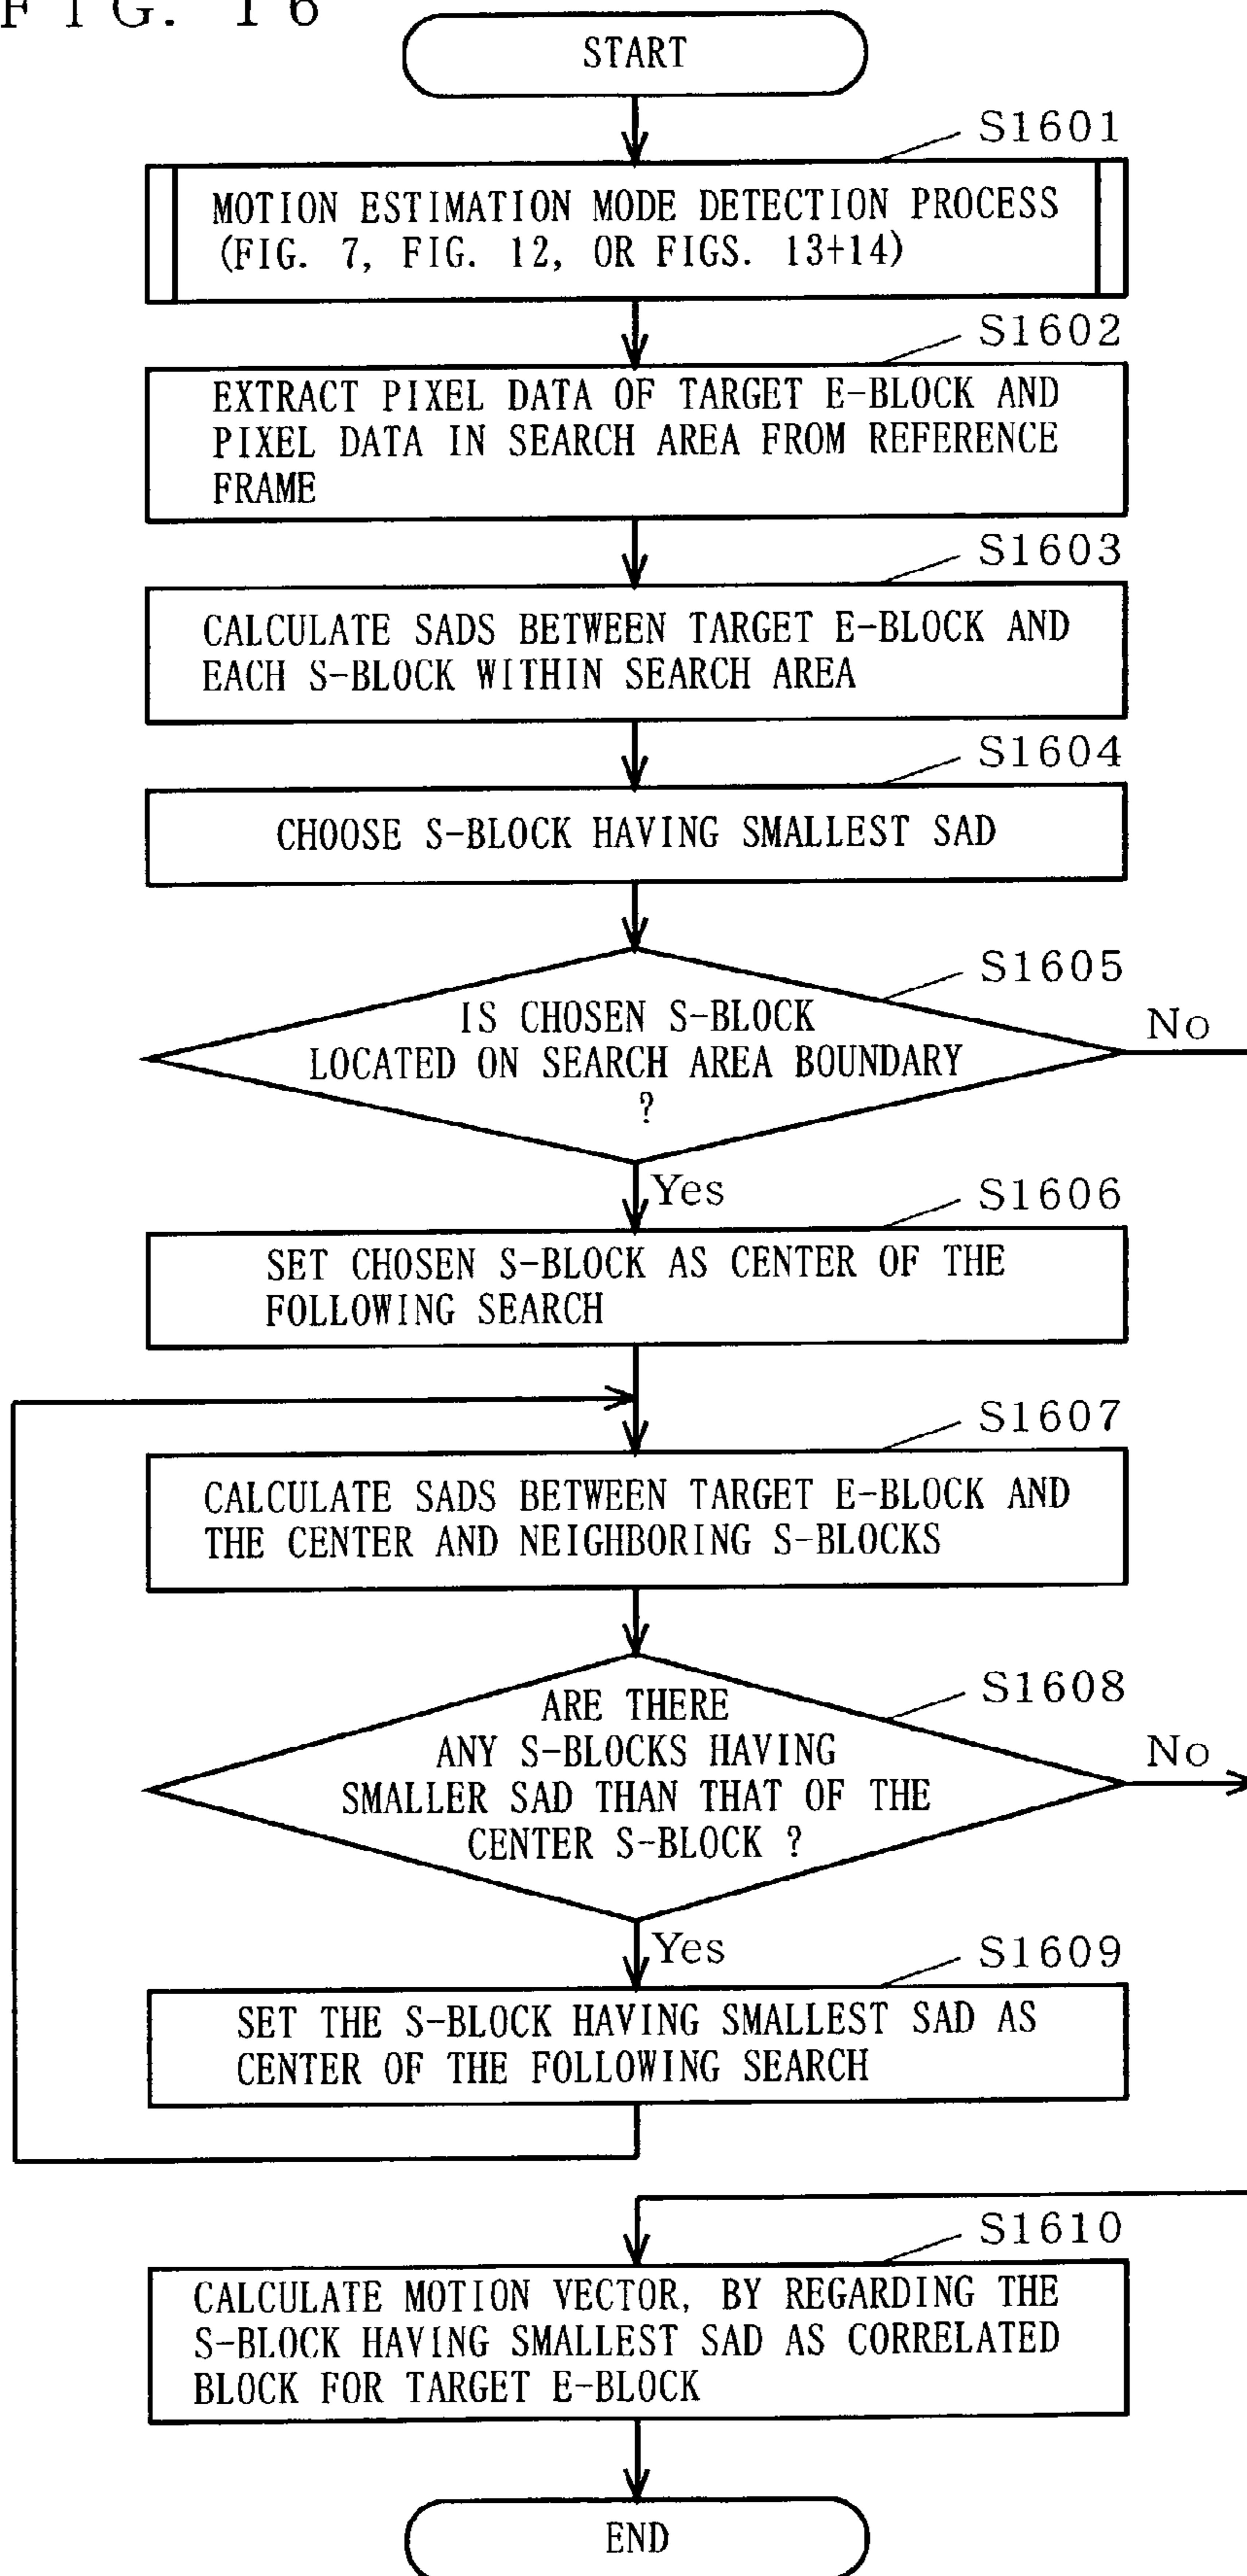 FIG. 16
START
S1601
MOTION ESTIMATION MODE DETECTION PROCESS
(FIG. 7, FIG. 12, OR FIGS. 13+14)
S1602
EXTRACT PIXEL DATA OF TARGET E-BLOCK AND
PIXEL DATA IN SEARCH AREA FROM REFERENCE
FRAME
S1603
CALCULATE SADS BETWEEN TARGET E-BLOCK AND
EACH S-BLOCK WITHIN SEARCH AREA
S1604
CHOOSE S-BLOCK HAVING SMALLEST SAD
S1605
IS CHOSEN S-BLOCK
LOCATED ON SEARCH AREA BOUNDARY
?
No
Yes
S1606
SET CHOSEN S-BLOCK AS CENTER OF THE
FOLLOWING SEARCH
S1607
CALCULATE SADS BETWEEN TARGET E-BLOCK AND
THE CENTER AND NEIGHBORING S-BLOCKS
S1608
ARE THERE
ANY S-BLOCKS HAVING
SMALLER SAD THAN THAT OF THE
CENTER S-BLOCK ?
No
Yes
S1609
SET THE S-BLOCK HAVING SMALLEST SAD AS
CENTER OF THE FOLLOWING SEARCH
S1610
CALCULATE MOTION VECTOR, BY REGARDING THE
S-BLOCK HAVING SMALLEST SAD AS CORRELATED
BLOCK FOR TARGET E-BLOCK
END